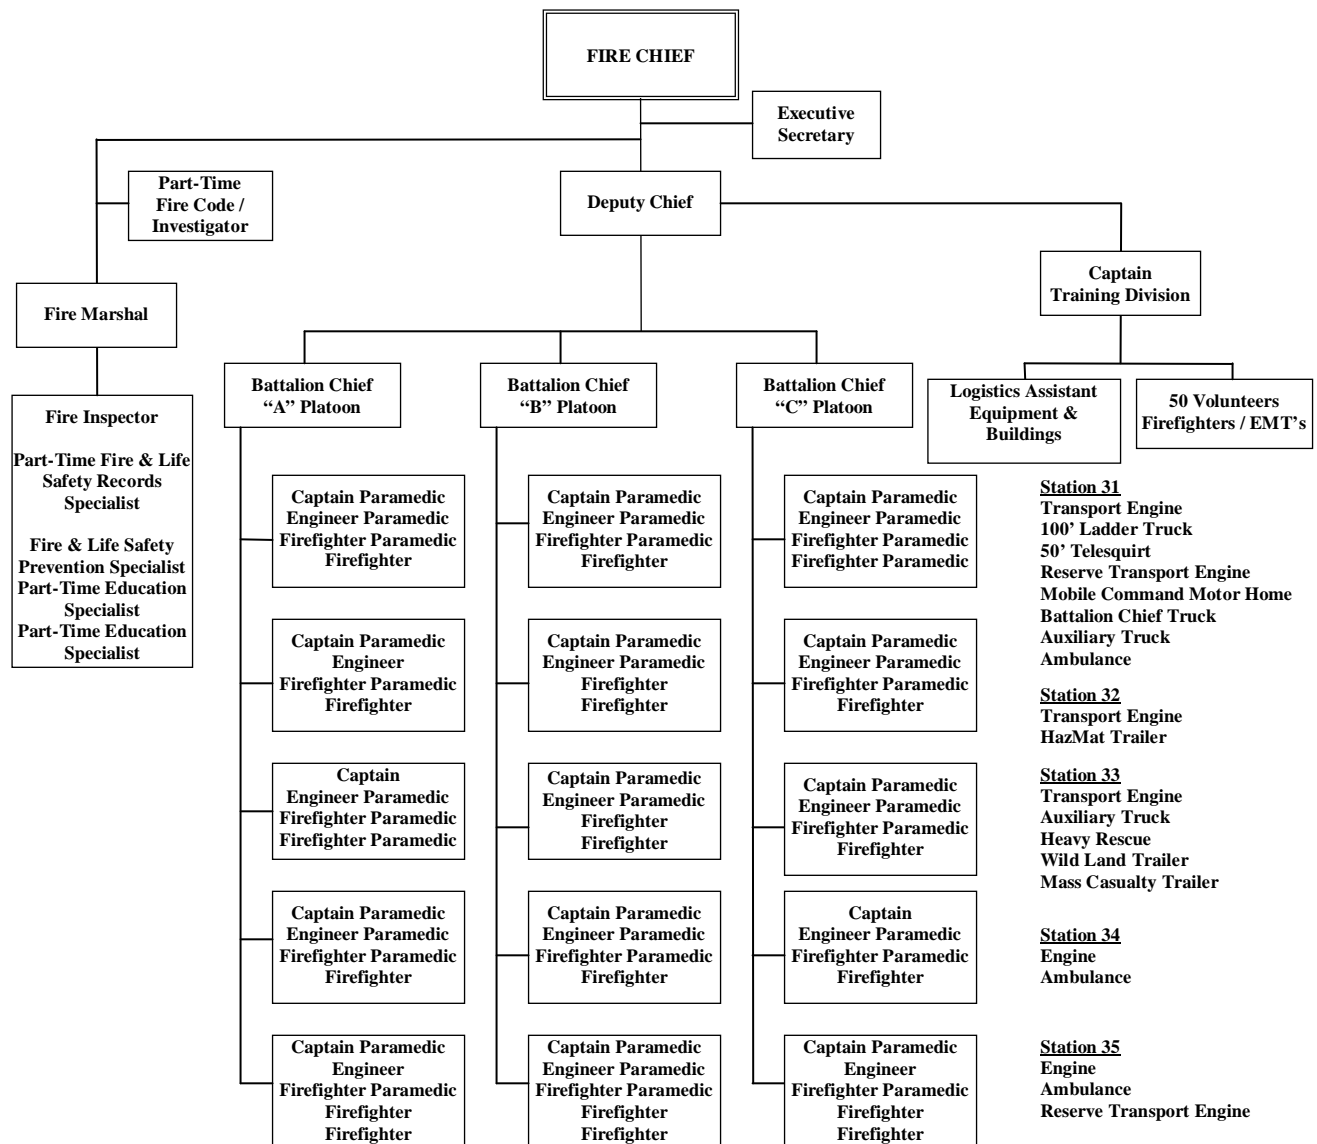 FIRE CHIEF
Executive
Secretary
Part-Time
Fire Code /
Investigator
Deputy Chief
Captain
Training Division
Fire Marshal
Battalion Chief
“A” Platoon
Battalion Chief
“B” Platoon
Battalion Chief
“C” Platoon
Logistics Assistant
Equipment &
Buildings
50 Volunteers
Firefighters / EMT’s
Fire Inspector
Part-Time Fire & Life
Safety Records
Specialist
Fire & Life Safety
Prevention Specialist
Part-Time Education
Specialist
Part-Time Education
Specialist
Captain Paramedic
Engineer Paramedic
Firefighter Paramedic
Firefighter
Captain Paramedic
Engineer
Firefighter Paramedic
Firefighter
Captain
Engineer Paramedic
Firefighter Paramedic
Firefighter Paramedic
Captain Paramedic
Engineer Paramedic
Firefighter Paramedic
Firefighter
Captain Paramedic
Engineer
Firefighter Paramedic
Firefighter
Firefighter
Captain Paramedic
Engineer Paramedic
Firefighter Paramedic
Firefighter
Captain Paramedic
Engineer Paramedic
Firefighter
Firefighter
Captain Paramedic
Engineer Paramedic
Firefighter
Firefighter
Captain Paramedic
Engineer Paramedic
Firefighter Paramedic
Firefighter
Captain Paramedic
Engineer Paramedic
Firefighter Paramedic
Firefighter
Firefighter
Captain Paramedic
Engineer Paramedic
Firefighter Paramedic
Firefighter Paramedic
Captain Paramedic
Engineer Paramedic
Firefighter Paramedic
Firefighter
Captain Paramedic
Engineer Paramedic
Firefighter Paramedic
Firefighter
Captain
Engineer Paramedic
Firefighter Paramedic
Firefighter
Captain Paramedic
Engineer
Firefighter Paramedic
Firefighter
Firefighter
Station 31
Transport Engine
100’ Ladder Truck
50’ Telesquirt
Reserve Transport Engine
Mobile Command Motor Home
Battalion Chief Truck
Auxiliary Truck
Ambulance
Station 32
Transport Engine
HazMat Trailer
Station 33
Transport Engine
Auxiliary Truck
Heavy Rescue
Wild Land Trailer
Mass Casualty Trailer
Station 34
Engine
Ambulance
Station 35
Engine
Ambulance
Reserve Transport Engine